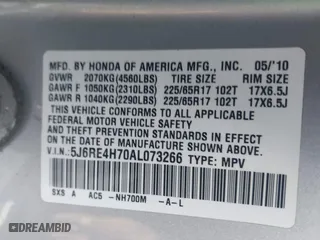 MFD. BY HONDA OF AMERICA MFG., INC. 05/'10
GVWR 2070KG(4560LBS) TIRE SIZE RIM SIZE
GAWR F 1050KG(2310LBS) 225/65R17 102T 17X6.5J
GAWR R 1040KG(2290LBS) 225/65R17 102T 17X6.5J
THIS VEHICLE CONFORMS TO ALL APPLICABLE
FEDERAL MOTOR VEHICLE SAFETY AND THEFT
PREVENTION STANDARDS IN EFFECT ON THE DATE
OF MANUFACTURE SHOWN ABOVE.
V.I.N.:5J6RE4H70AL073266 TYPE: MPV
SXS A AC5 -NH700M -A-L
DREAMBID